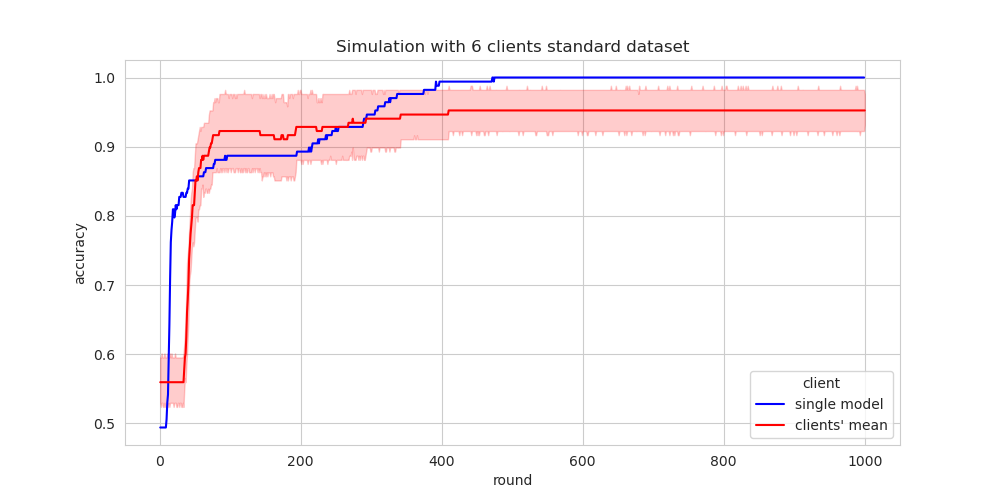 Simulation with 6 clients standard dataset
1.0
0.9
0.8
0.7
0.6
0.5
accuracy
0
200
400
600
800
1000
round
client
single model
clients' mean